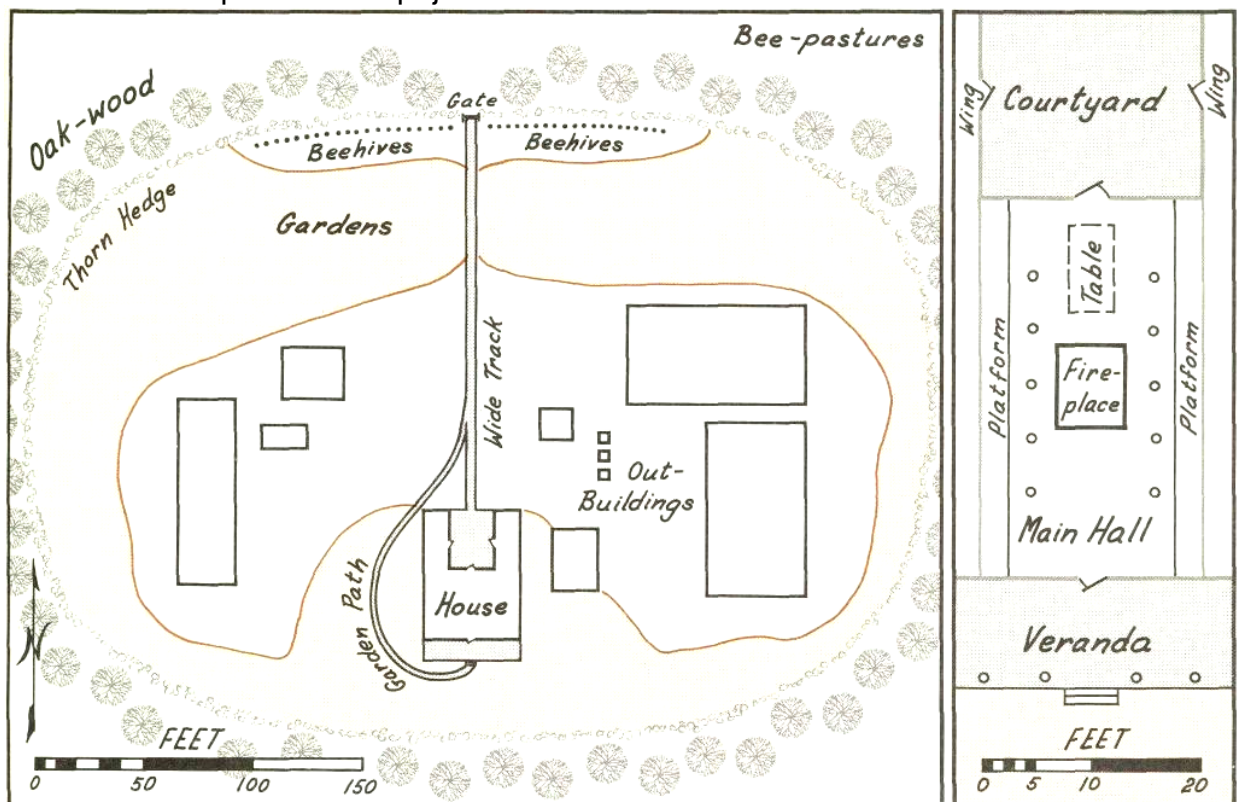 Bee-pastures
Oak-wood
Gate
Beehives
Beehives
Thorn Hedge
Gardens
Wide Track
Out-
Buildings
House
Garden Path
N
FEET
0 50 100 150
Wing
Courtyard
Wing
Table
Platform
Fire-
place
Platform
Main Hall
Veranda
FEET
0 5 10 20